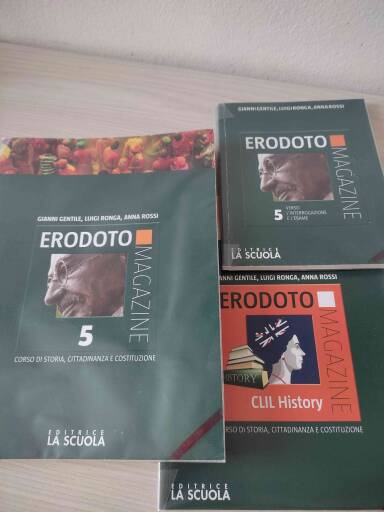 GIANNI GENTILE, LUIGI RONGA, ANNA ROSSI
ERODOTO
MAGAZINE
5
CORSO DI STORIA, CITTADINANZA E COSTITUZIONE
EDITRICE
LA SCUOLA
GIANNI GENTILE, LUIGI RONGA, ANNA ROSSI
ERODOTO
MAGAZINE
5 VERSO
L'INTERROGAZIONE
E L'ESAME
EDITRICE
LA SCUOLA
ANNI GENTILE, LUIGI RONGA, ANNA ROSSI
ERODOTO
MAGAZINE
HISTORY
CLIL History
CORSO DI STORIA, CITTADINANZA E COSTITUZIONE
EDITRICE
LA SCUOLA